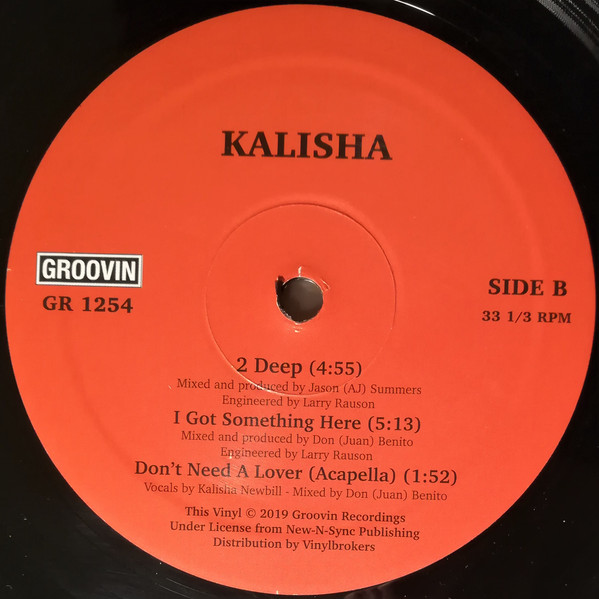 KALISHA
GROOVIN
GR 1254
SIDE B
33 1/3 RPM
2 Deep (4:55)
Mixed and produced by Jason (AJ) Summers
Engineered by Larry Rauson
I Got Something Here (5:13)
Mixed and produced by Don (Juan) Benito
Engineered by Larry Rauson
Don't Need A Lover (Acapella) (1:52)
Vocals by Kalisha Newbill - Mixed by Don (Juan) Benito
This Vinyl © 2019 Groovin Recordings
Under License from New-N-Sync Publishing
Distribution by Vinylbrokers